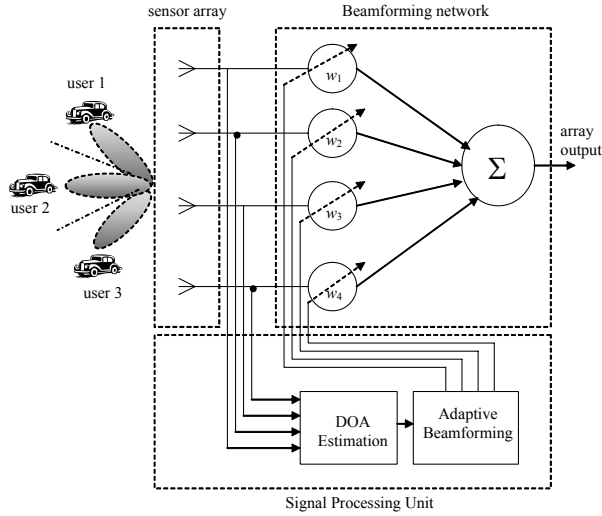 sensor array
Beamforming network
user 1
user 2
user 3
w1
w2
w3
w4
Σ
array
output
DOA
Estimation
Adaptive
Beamforming
Signal Processing Unit